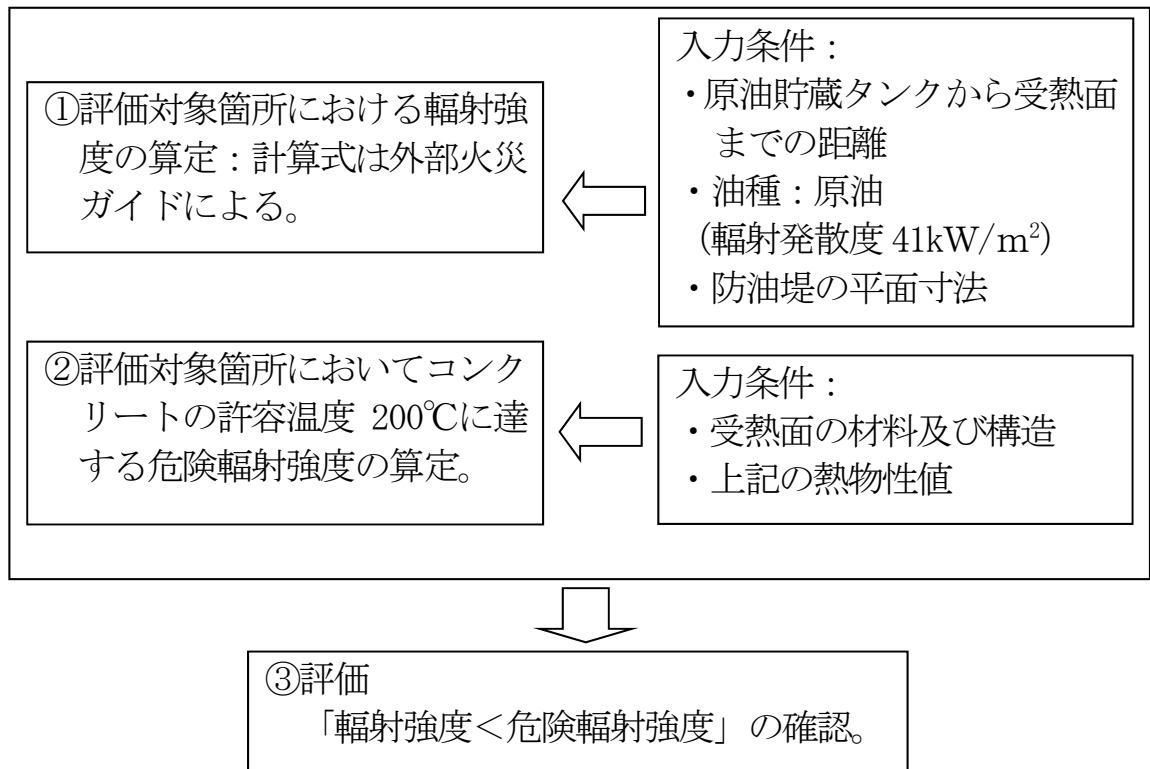 ①評価対象箇所における輻射強
度の算定：計算式は外部火災
ガイドによる。
入力条件：
・原油貯蔵タンクから受熱面
までの距離
・油種：原油
（輻射発散度 41kW/m²）
・防油堤の平面寸法
②評価対象箇所においてコンク
リートの許容温度 200℃に達
する危険輻射強度の算定。
入力条件：
・受熱面の材料及び構造
・上記の熱物性値
③評価
「輻射強度＜危険輻射強度」の確認。